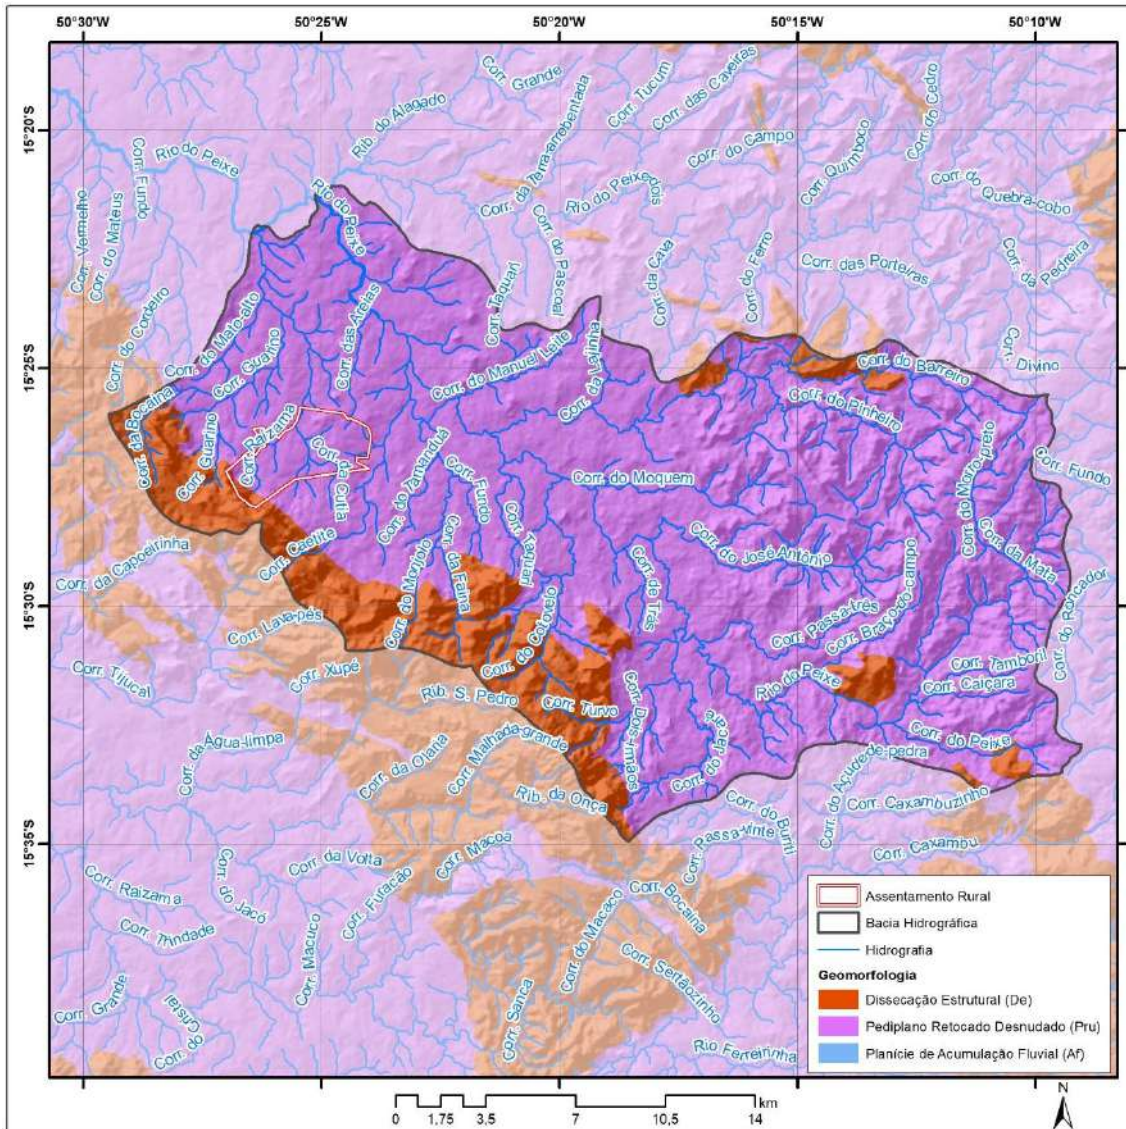 50°30'W 50°25'W 50°20'W 50°15'W 50°10'W
15°20'S
15°25'S
15°30'S
15°35'S
Corr. Grande
Corr. Tucum
Corr. das Caveiras
Corr. do Cedro
Rib. do Alagado
Corr. da Terra-arrebentada
Corr. do Campo
Corr. Quimboco
Rio do Peixe
Corr. Fundo
Corr. do Mateus
Corr. Vermelho
Rio do Peixe
Rio do Peixe dois
Corr. do Quebra-cobo
Corr. do Pascoal
Corr. da Cava
Corr. do Ferro
Corr. das Porteiras
Corr. da Pedreira
Corr. do Cordeiro
Corr. do Mato-alto
Corr. das Areias
Corr. Taquari
Corr. do Manuel Leite
Corr. da Lajinha
Corr. do Barreiro
Corr. Divino
Corr. Guarino
Corr. do Pinheiro
Rio da Bocaina
Corr. Guarino
Corr. Raizama
Corr. da Cutia
Corr. do Tamanduá
Corr. Fundo
Corr. do Moquem
Corr. do Morro-preto
Corr. Fundo
Corr. Caetite
Corr. da Faina
Corr. Taquari
Corr. do José Antônio
Corr. da Mata
Corr. da Capoeirinha
Corr. do Monjolo
Corr. de Trás
Corr. Passa-três
Corr. Braço-do-campo
Corr. do Roncador
Corr. Lava-pés
Corr. do Cotovelo
Corr. Tijucal
Corr. Xupé
Rib. S. Pedro
Corr. Turvo
Corr. Dois-irmãos
Rio do Peixe
Corr. Tamboril
Corr. Calçara
Corr. da Água-limpa
Corr. da Olana
Corr. Malhada-grande
Corr. do Jacaré
Corr. do Peixe
Corr. do Açude-de-pedra
Rib. da Onça
Corr. do Buriti
Corr. Caxambuzinho
Corr. Passa-vinte
Corr. Caxambu
Corr. da Volta
Corr. Macoa
Corr. Raizama
Corr. do Jacó
Corr. Futacão
Corr. Bocaina
Corr. Trindade
Corr. Macuco
Corr. do Macaco
Corr. Sertãozinho
Corr. Grande
Corr. do Cristal
Corr. Sanca
Rio Ferreirinha
Assentamento Rural
Bacia Hidrográfica
Hidrografia
Geomorfologia
Dissecação Estrutural (De)
Pediplano Retocado Desnudado (Pru)
Planície de Acumulação Fluvial (Af)
N
km
0 1,75 3,5 7 10,5 14